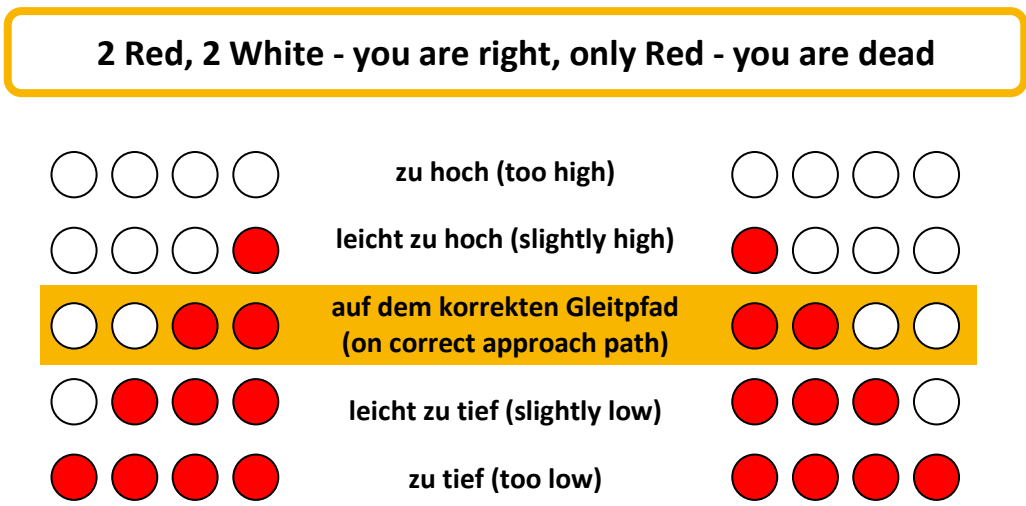 2 Red, 2 White - you are right, only Red - you are dead
zu hoch (too high)
leicht zu hoch (slightly high)
auf dem korrekten Gleitpfad
(on correct approach path)
leicht zu tief (slightly low)
zu tief (too low)